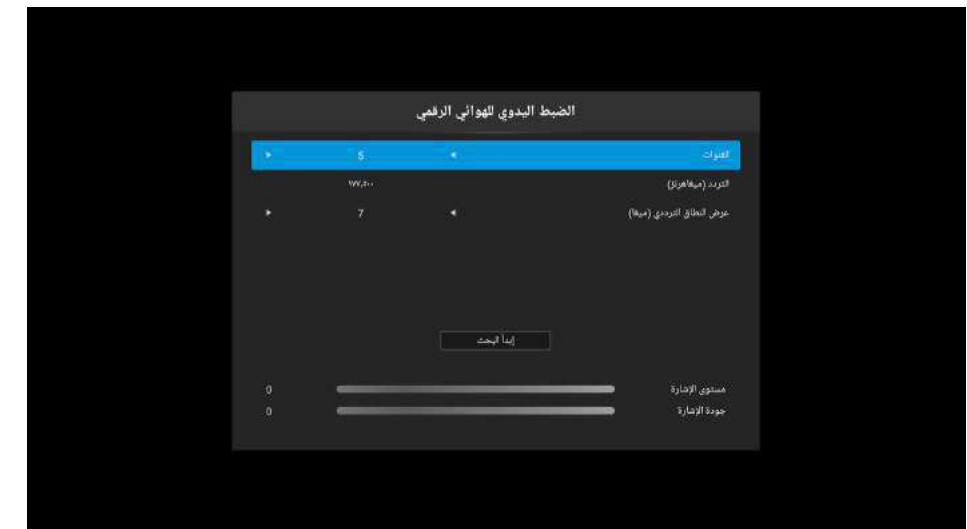 الضبط اليدوي للهوائي الرقمي
القنوات 5
التردد (ميغاهرتز) ١٧٧,٥٠٠
عرض النطاق الترددي (ميغا) 7
إبدأ البحث
مستوى الإشارة 0
جودة الإشارة 0